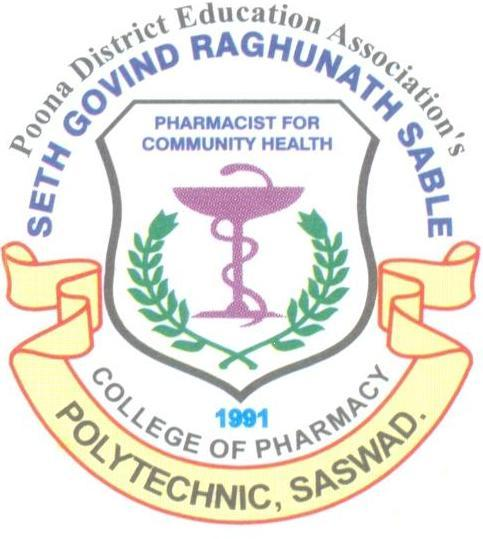 Poona District Education Association's
SETH GOVIND RAGHUNATH SABLE
PHARMACIST FOR
COMMUNITY HEALTH
1991
COLLEGE OF PHARMACY
POLYTECHNIC, SASWAD.